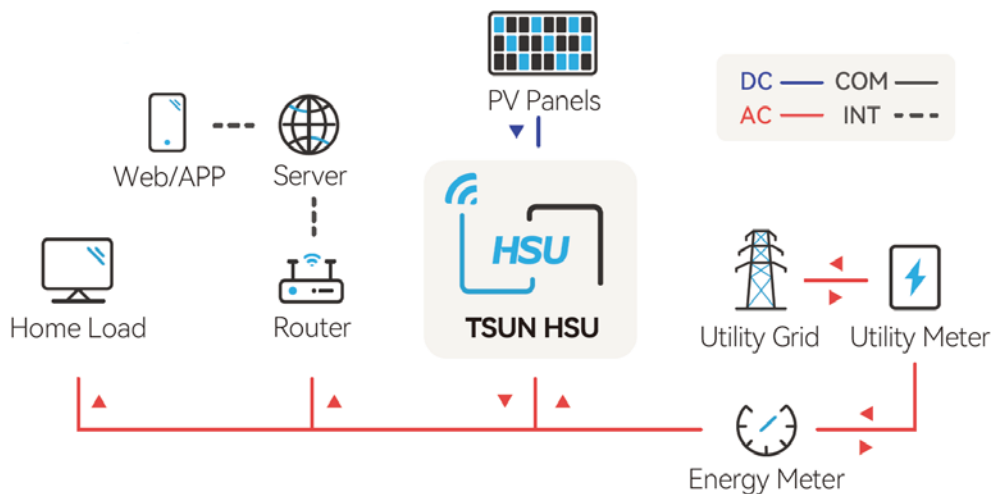 PV Panels
DC
COM
AC
INT
Web/APP
Server
HSU
TSUN HSU
Home Load
Router
Utility Grid
Utility Meter
Energy Meter